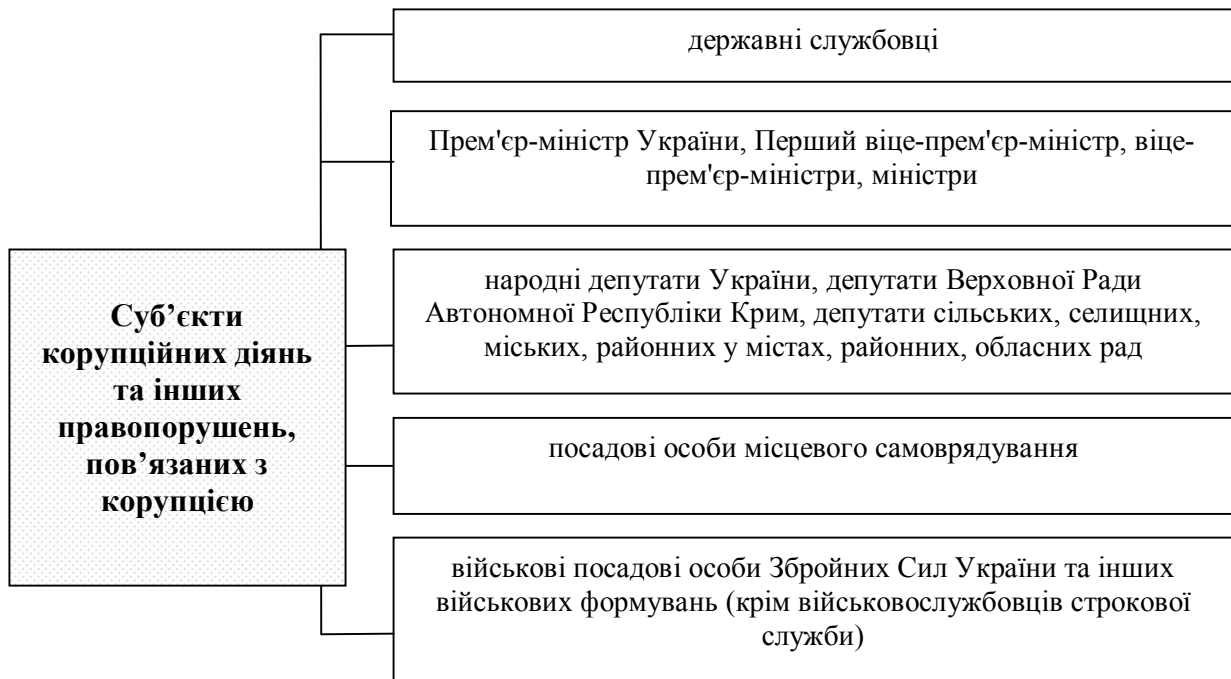 державні службовці
Прем'єр-міністр України, Перший віце-прем'єр-міністр, віце-
прем'єр-міністри, міністри
Суб’єкти
корупційних діянь
та інших
правопорушень,
пов’язаних з
корупцією
народні депутати України, депутати Верховної Ради
Автономної Республіки Крим, депутати сільських, селищних,
міських, районних у містах, районних, обласних рад
посадові особи місцевого самоврядування
військові посадові особи Збройних Сил України та інших
військових формувань (крім військовослужбовців строкової
служби)